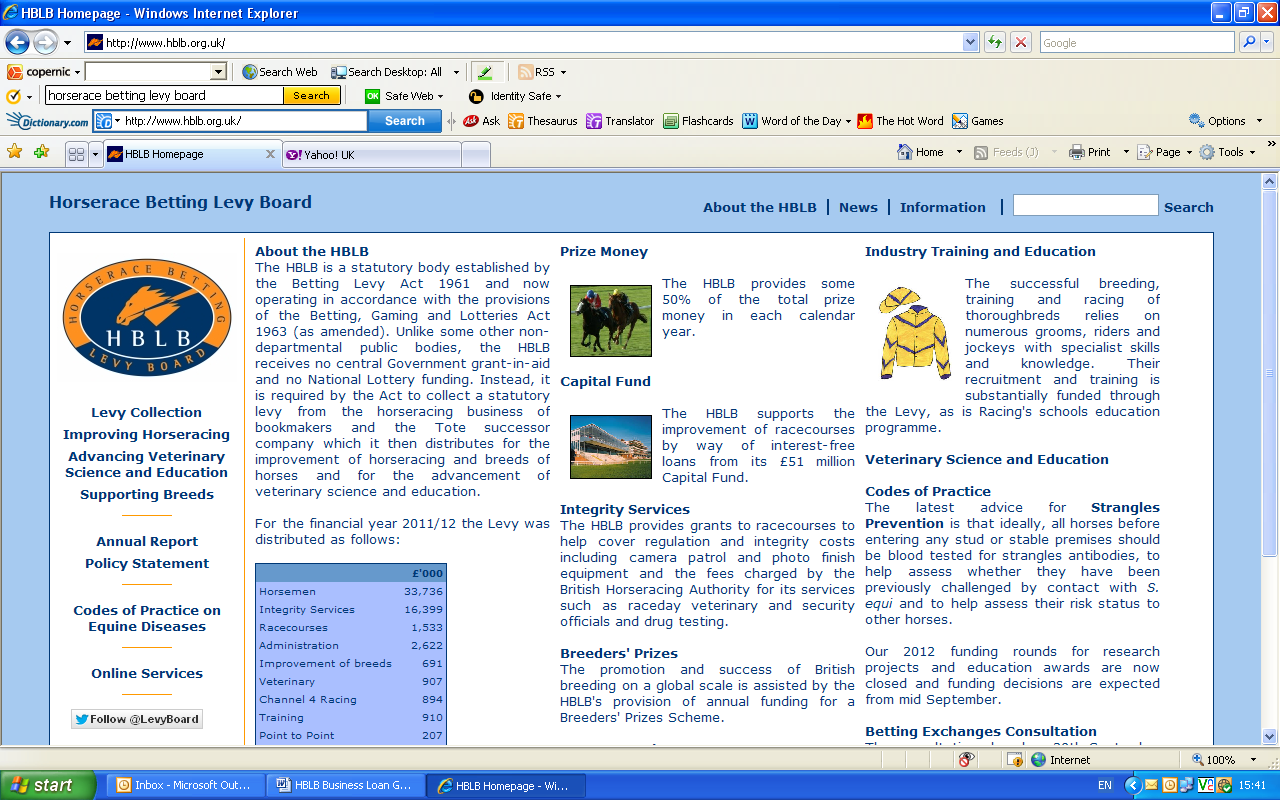 HBLB Homepage - Windows Internet Explorer
http://www.hblb.org.uk/
Google
copernic
Search Web
Search Desktop: All
RSS
horserace betting levy board
Search
Safe Web
Identity Safe
Dictionary.com
http://www.hblb.org.uk/
Search
Ask
Thesaurus
Translator
Flashcards
Word of the Day
The Hot Word
Games
Options
HBLB Homepage
Yahoo! UK
Home
Feeds (J)
Print
Page
Tools
Horserace Betting Levy Board
About the HBLB | News | Information |
Search
HORSERACE BETTING
HBLB
LEVY BOARD
Levy Collection
Improving Horseracing
Advancing Veterinary
Science and Education
Supporting Breeds
Annual Report
Policy Statement
Codes of Practice on
Equine Diseases
Online Services
Follow @LevyBoard
About the HBLB
The HBLB is a statutory body established by
the Betting Levy Act 1961 and now
operating in accordance with the provisions
of the Betting, Gaming and Lotteries Act
1963 (as amended). Unlike some other non-
departmental public bodies, the HBLB
receives no central Government grant-in-aid
and no National Lottery funding. Instead, it
is required by the Act to collect a statutory
levy from the horseracing business of
bookmakers and the Tote successor
company which it then distributes for the
improvement of horseracing and breeds of
horses and for the advancement of
veterinary science and education.
For the financial year 2011/12 the Levy was
distributed as follows:
£'000
Horsemen 33,736
Integrity Services 16,399
Racecourses 1,533
Administration 2,622
Improvement of breeds 691
Veterinary 907
Channel 4 Racing 894
Training 910
Point to Point 207
Prize Money
The HBLB provides some
50% of the total prize
money in each calendar
year.
Capital Fund
The HBLB supports the
improvement of racecourses
by way of interest-free
loans from its £51 million
Capital Fund.
Integrity Services
The HBLB provides grants to racecourses to
help cover regulation and integrity costs
including camera patrol and photo finish
equipment and the fees charged by the
British Horseracing Authority for its services
such as raceday veterinary and security
officials and drug testing.
Breeders' Prizes
The promotion and success of British
breeding on a global scale is assisted by the
HBLB's provision of annual funding for a
Breeders' Prizes Scheme.
Industry Training and Education
The successful breeding,
training and racing of
thoroughbreds relies on
numerous grooms, riders and
jockeys with specialist skills
and knowledge. Their
recruitment and training is
substantially funded through
the Levy, as is Racing's schools education
programme.
Veterinary Science and Education
Codes of Practice
The latest advice for Strangles
Prevention is that ideally, all horses before
entering any stud or stable premises should
be blood tested for strangles antibodies, to
help assess whether they have been
previously challenged by contact with S.
equi and to help assess their risk status to
other horses.
Our 2012 funding rounds for research
projects and education awards are now
closed and funding decisions are expected
from mid September.
Betting Exchanges Consultation
Internet
100%
start
Inbox - Microsoft Out...
HBLB Business Loan G...
HBLB Homepage - Wi...
EN
15:41